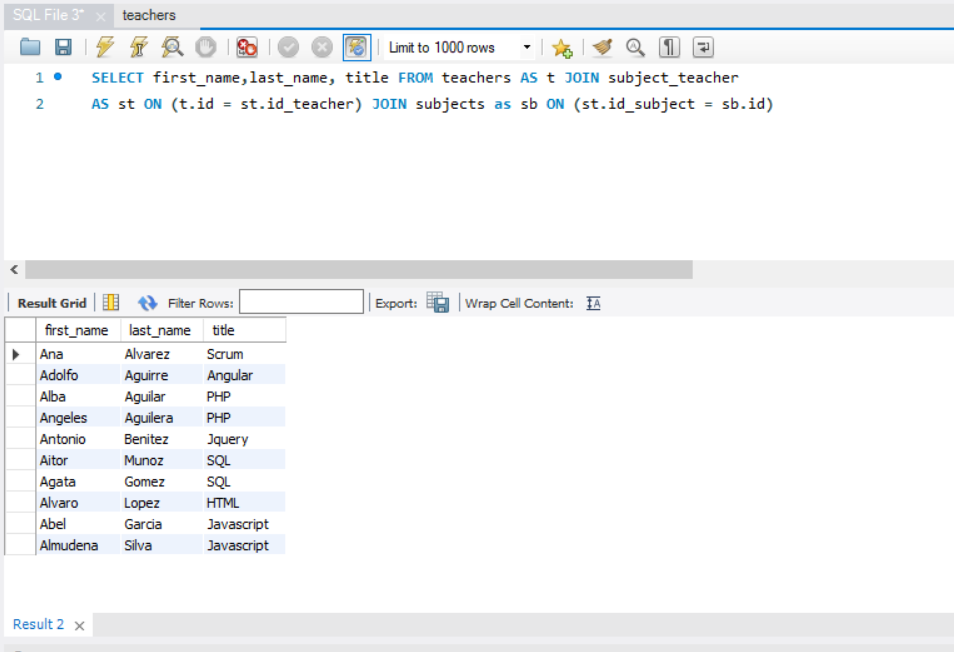 SQL File 3* teachers
Limit to 1000 rows
1 SELECT first_name,last_name, title FROM teachers AS t JOIN subject_teacher
2 AS st ON (t.id = st.id_teacher) JOIN subjects as sb ON (st.id_subject = sb.id)
Result Grid Filter Rows: Export: Wrap Cell Content: IA
first_name last_name title
Ana Alvarez Scrum
Adolfo Aguirre Angular
Alba Aguilar PHP
Angeles Aguilera PHP
Antonio Benitez Jquery
Aitor Munoz SQL
Agata Gomez SQL
Alvaro Lopez HTML
Abel Garcia Javascript
Almudena Silva Javascript
Result 2